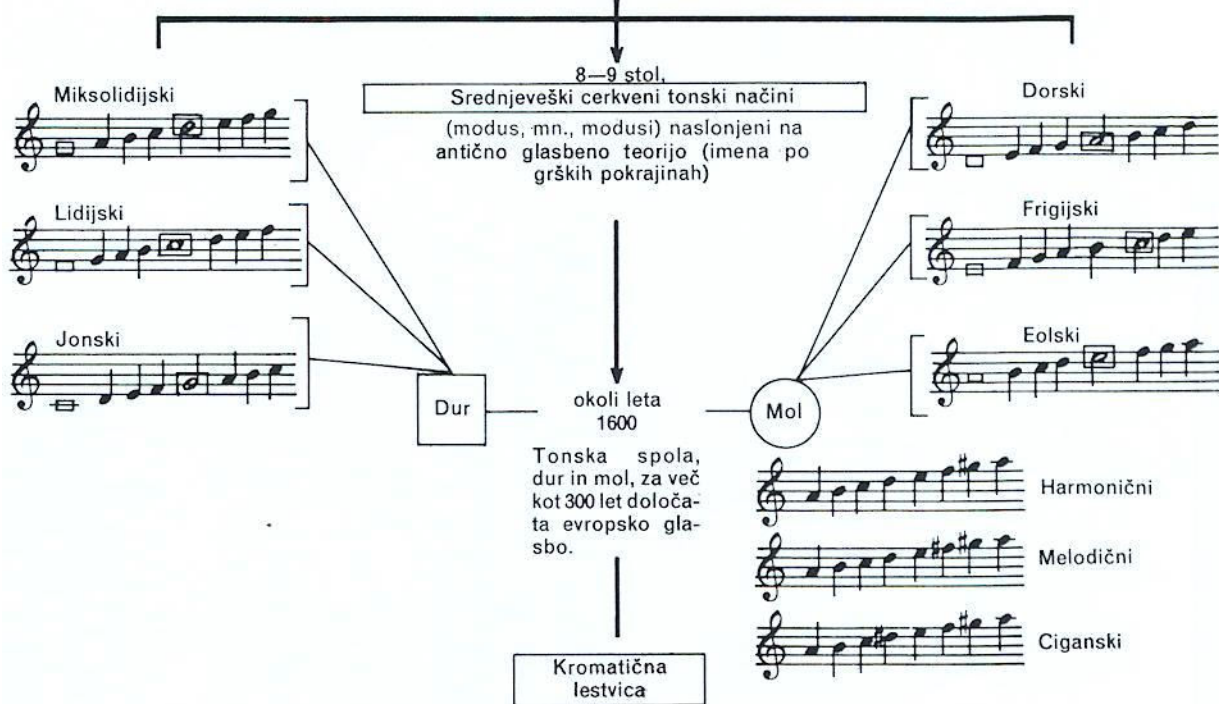 8—9 stol,
Srednjeveški cerkveni tonski načini
(modus, mn., modusi) naslonjeni na
antično glasbeno teorijo (imena po
grških pokrajinah)
Miksolidijski
Lidijski
Jonski
Dorski
Frigijski
Eolski
Dur
okoli leta
1600
Mol
Tonska spola,
dur in mol, za več
kot 300 let določa-
ta evropsko gla-
sbo.
Harmonični
Melodični
Ciganski
Kromatična
lestvica